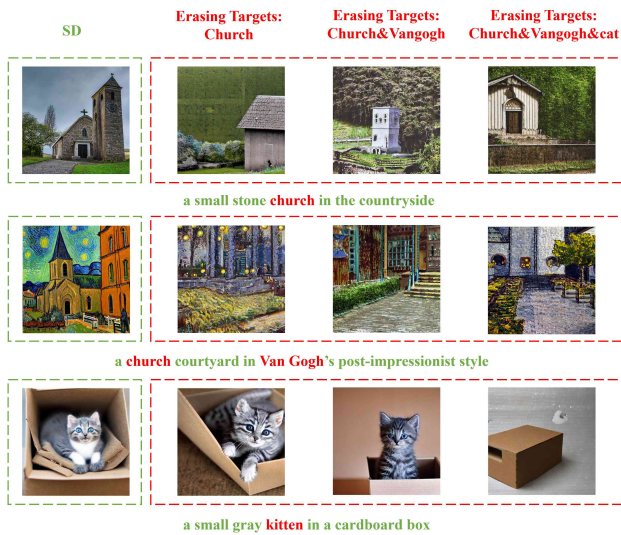 SD
Erasing Targets:
Church
Erasing Targets:
Church&Vangogh
Erasing Targets:
Church&Vangogh&cat
a small stone church in the countryside
a church courtyard in Van Gogh's post-impressionist style
a small gray kitten in a cardboard box